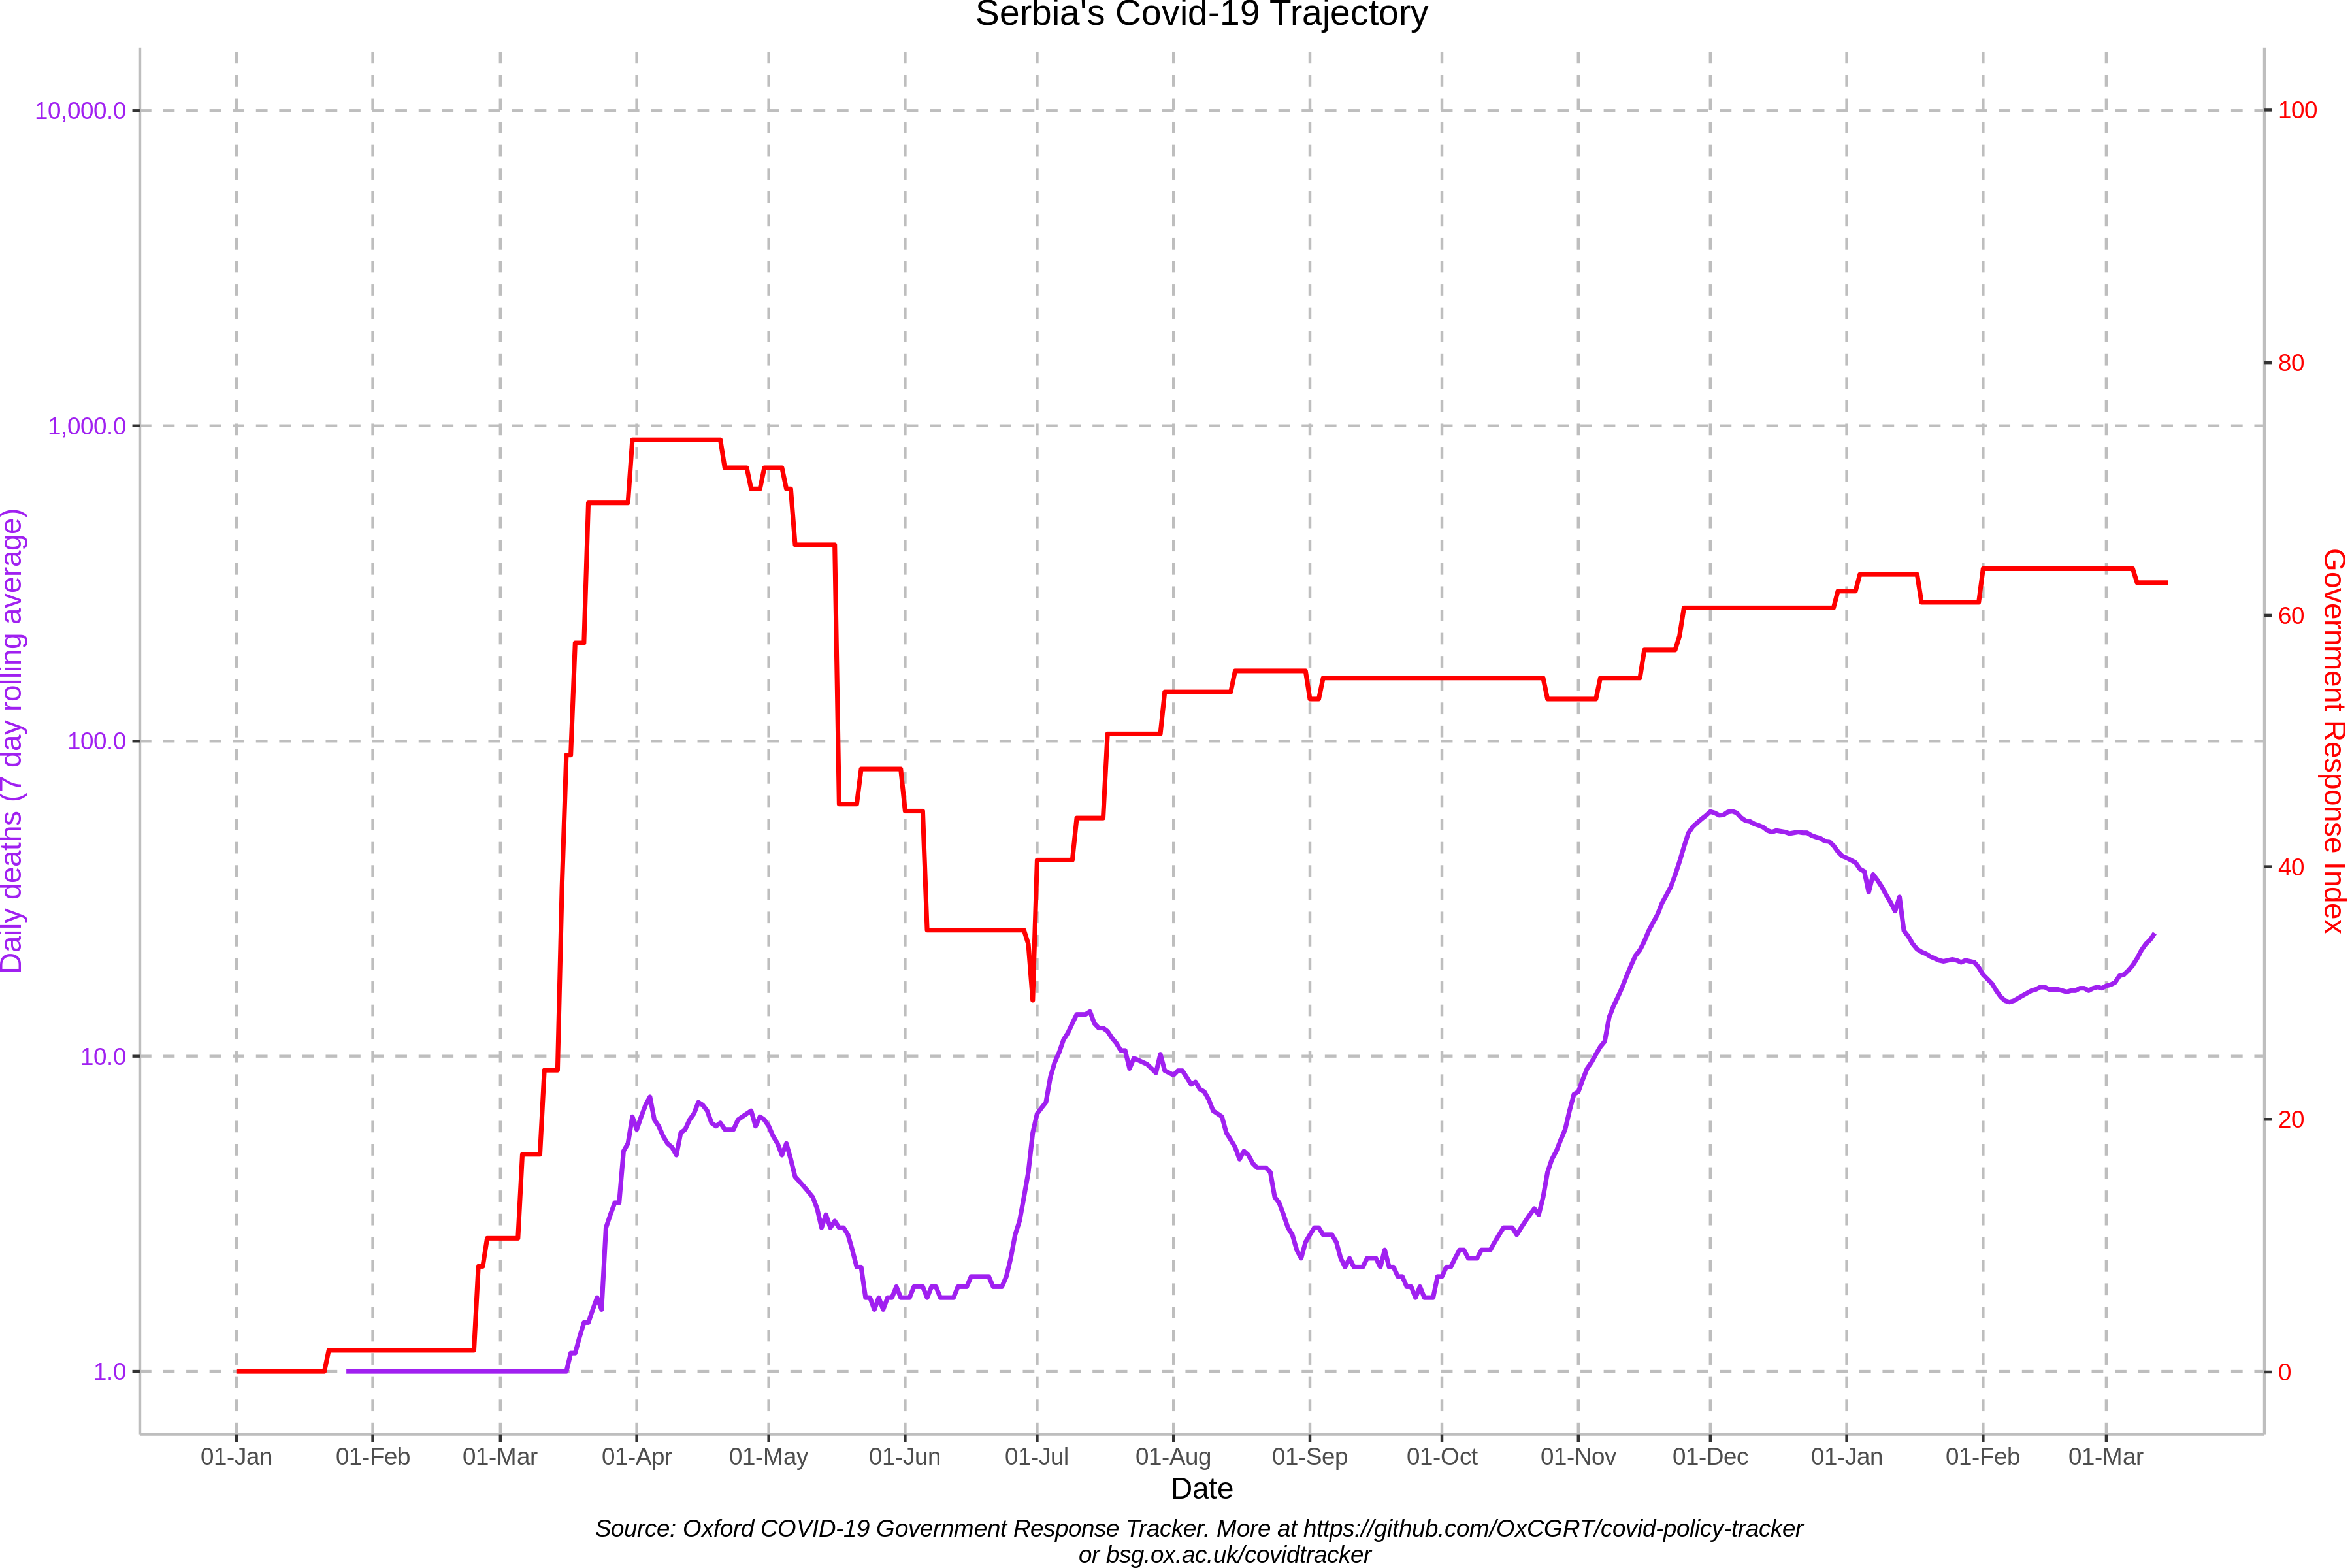 Serbia's Covid-19 Trajectory
10,000.0
1,000.0
100.0
10.0
1.0
Daily deaths (7 day rolling average)
100
80
60
40
20
0
Government Response Index
01-Jan 01-Feb 01-Mar 01-Apr 01-May 01-Jun 01-Jul 01-Aug 01-Sep 01-Oct 01-Nov 01-Dec 01-Jan 01-Feb 01-Mar
Date
Source: Oxford COVID-19 Government Response Tracker. More at https://github.com/OxCGRT/covid-policy-tracker
or bsg.ox.ac.uk/covidtracker